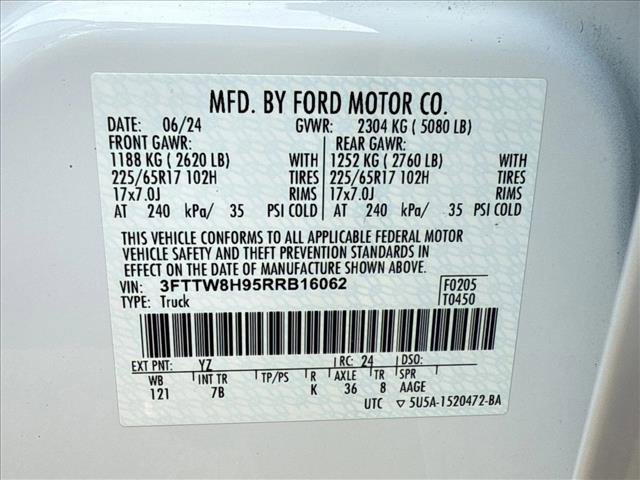 MFD. BY FORD MOTOR CO.
DATE: 06/24 GVWR: 2304 KG ( 5080 LB)
FRONT GAWR: REAR GAWR:
1188 KG ( 2620 LB) WITH 1252 KG ( 2760 LB) WITH
225/65R17 102H TIRES 225/65R17 102H TIRES
17x7.0J RIMS 17x7.0J RIMS
AT 240 kPa/ 35 PSI COLD AT 240 kPa/ 35 PSI COLD
THIS VEHICLE CONFORMS TO ALL APPLICABLE FEDERAL MOTOR
VEHICLE SAFETY AND THEFT PREVENTION STANDARDS IN
EFFECT ON THE DATE OF MANUFACTURE SHOWN ABOVE.
VIN: 3FTTW8H95RRB16062 F0205
TYPE: Truck T0450
EXT PNT: YZ RC: 24 DSO:
WB INT TR TP/PS R AXLE TR SPR
121 7B K 36 8 AAGE
UTC ▽5U5A-1520472-BA